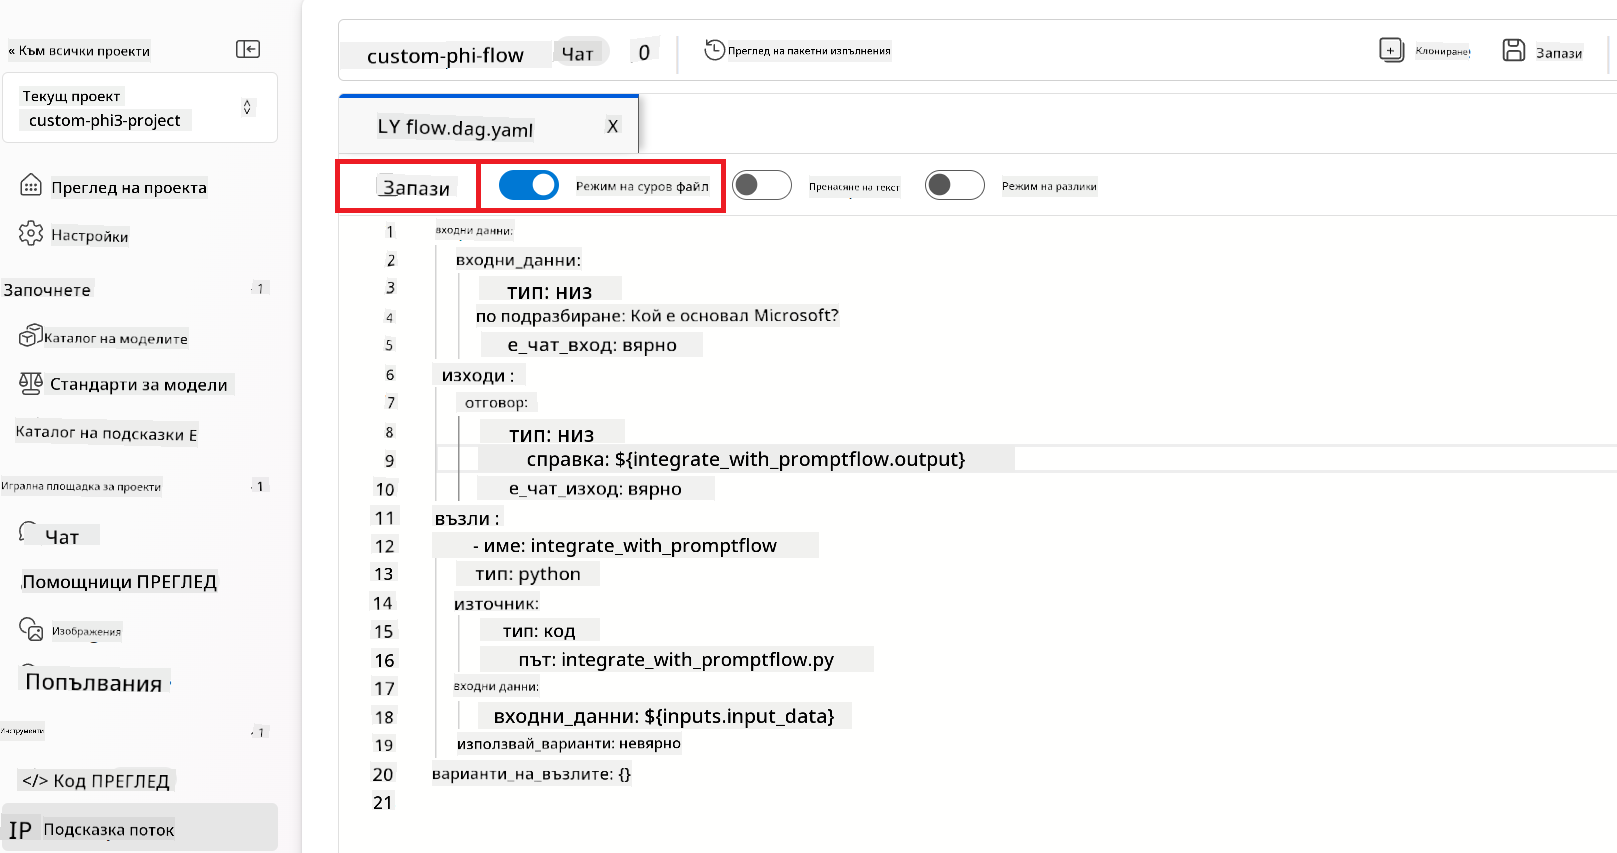 « Към всички проекти
Текущ проект
custom-phi3-project
Преглед на проекта
Настройки
Започнете
1
Каталог на моделите
Стандарти за модели
Каталог на подсказки E
Игрална площадка за проекти
1
Чат
Помощници ПРЕГЛЕД
Изображения
Попълвания
Инструменти
1
</> Код ПРЕГЛЕД
IP Подсказка поток
custom-phi-flow Чат 0 Преглед на пакетни изпълнения Клониране Запази
LY flow.dag.yaml X
Запази Режим на суров файл Пренасяне на текст Режим на разлики
1 входни данни:
2 входни_данни:
3 тип: низ
4 по подразбиране: Кой е основал Microsoft?
5 е_чат_вход: вярно
6 изходи :
7 отговор:
8 тип: низ
9 справка: ${integrate_with_promptflow.output}
10 е_чат_изход: вярно
11 възли :
12 - име: integrate_with_promptflow
13 тип: python
14 източник:
15 тип: код
16 път: integrate_with_promptflow.py
17 входни данни:
18 входни_данни: ${inputs.input_data}
19 използвай_варианти: невярно
20 варианти_на_възлите: {}
21